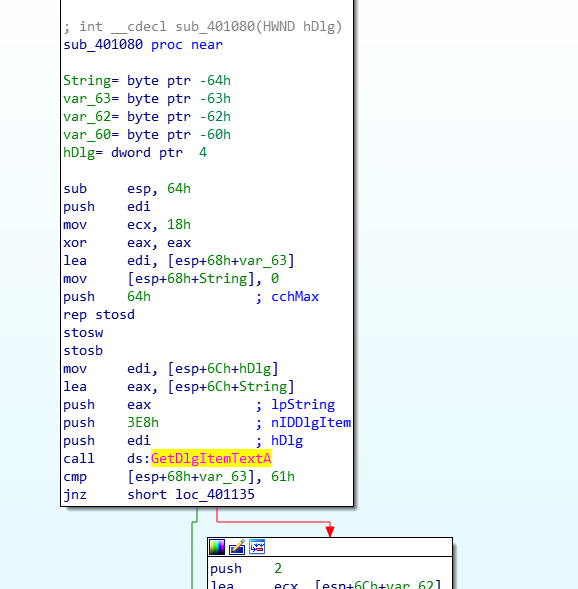 ; int __cdecl sub_401080(HWND hDlg)
sub_401080 proc near
String= byte ptr -64h
var_63= byte ptr -63h
var_62= byte ptr -62h
var_60= byte ptr -60h
hDlg= dword ptr  4
sub     esp, 64h
push    edi
mov     ecx, 18h
xor     eax, eax
lea     edi, [esp+68h+var_63]
mov     [esp+68h+String], 0
push    64h             ; cchMax
rep stosd
stosw
stosb
mov     edi, [esp+6Ch+hDlg]
lea     eax, [esp+6Ch+String]
push    eax             ; lpString
push    3E8h            ; nIDDlgItem
push    edi             ; hDlg
call    ds:GetDlgItemTextA
cmp     [esp+68h+var_63], 61h
jnz     short loc_401135
push    2
lea     ecx, [esp+6Ch+var_62]